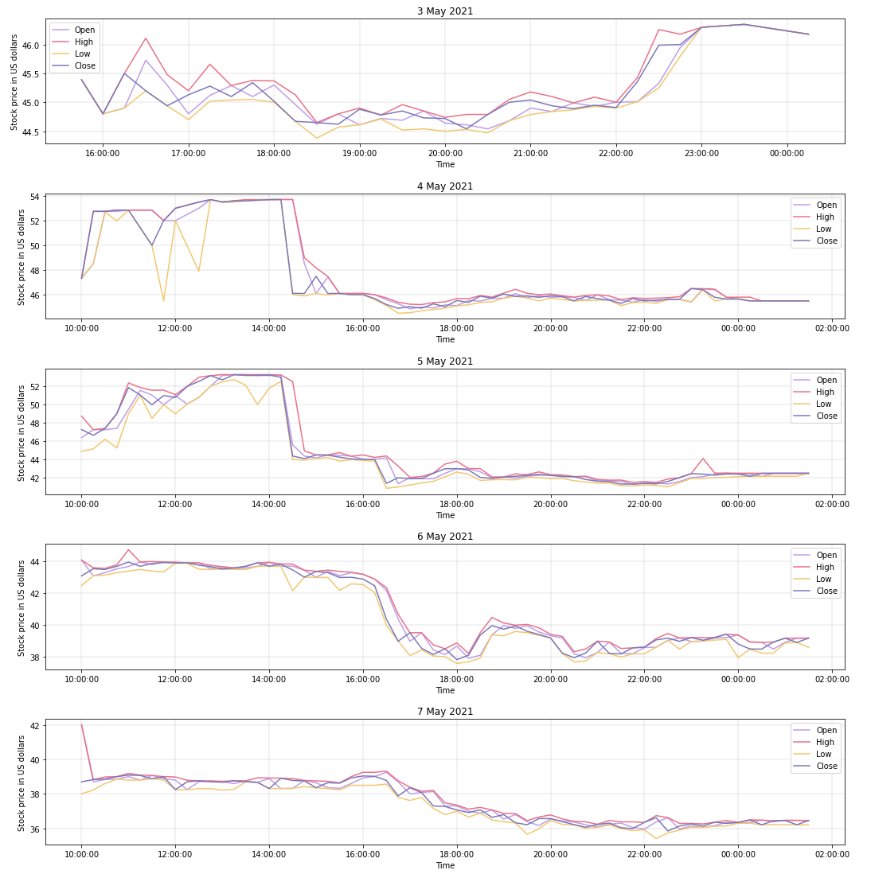 3 May 2021
Stock price in US dollars
46.0
45.5
45.0
44.5
Open
High
Low
Close
16:00:00 17:00:00 18:00:00 19:00:00 20:00:00 21:00:00 22:00:00 23:00:00 00:00:00
Time
4 May 2021
Stock price in US dollars
54
52
50
48
46
Open
High
Low
Close
10:00:00 12:00:00 14:00:00 16:00:00 18:00:00 20:00:00 22:00:00 00:00:00 02:00:00
Time
5 May 2021
Stock price in US dollars
52
50
48
46
44
42
Open
High
Low
Close
10:00:00 12:00:00 14:00:00 16:00:00 18:00:00 20:00:00 22:00:00 00:00:00 02:00:00
Time
6 May 2021
Stock price in US dollars
44
42
40
38
Open
High
Low
Close
10:00:00 12:00:00 14:00:00 16:00:00 18:00:00 20:00:00 22:00:00 00:00:00 02:00:00
Time
7 May 2021
Stock price in US dollars
42
40
38
36
Open
High
Low
Close
10:00:00 12:00:00 14:00:00 16:00:00 18:00:00 20:00:00 22:00:00 00:00:00 02:00:00
Time